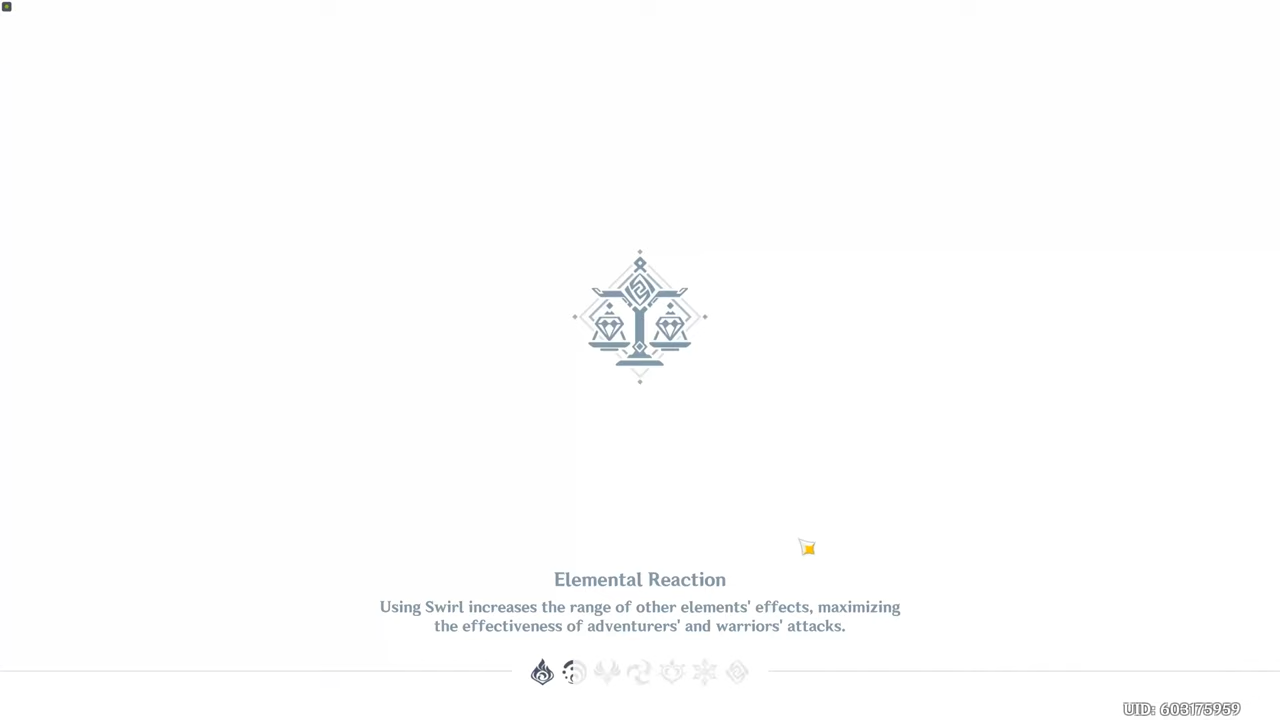 Elemental Reaction
Using Swirl increases the range of other elements' effects, maximizing
the effectiveness of adventurers' and warriors' attacks.
UID: 603175959